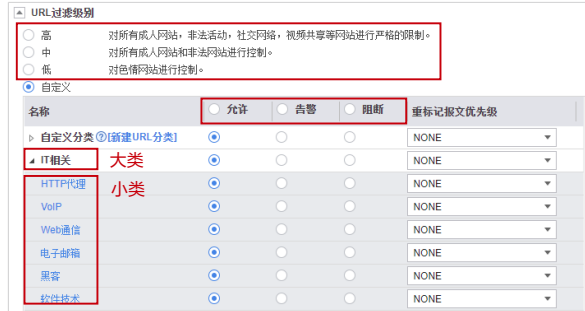 URL过滤级别
高 对所有成人网站，非法活动，社交网络，视频共享等网站进行严格的限制。
中 对所有成人网站和非法网站进行控制。
低 对色情网站进行控制。
自定义
名称 允许 告警 阻断 重标记报文优先级
自定义分类 ?[新建URL分类] NONE
IT相关 大类 NONE
HTTP代理 小类 NONE
VoIP NONE
Web通信 NONE
电子邮箱 NONE
黑客 NONE
软件技术 NONE